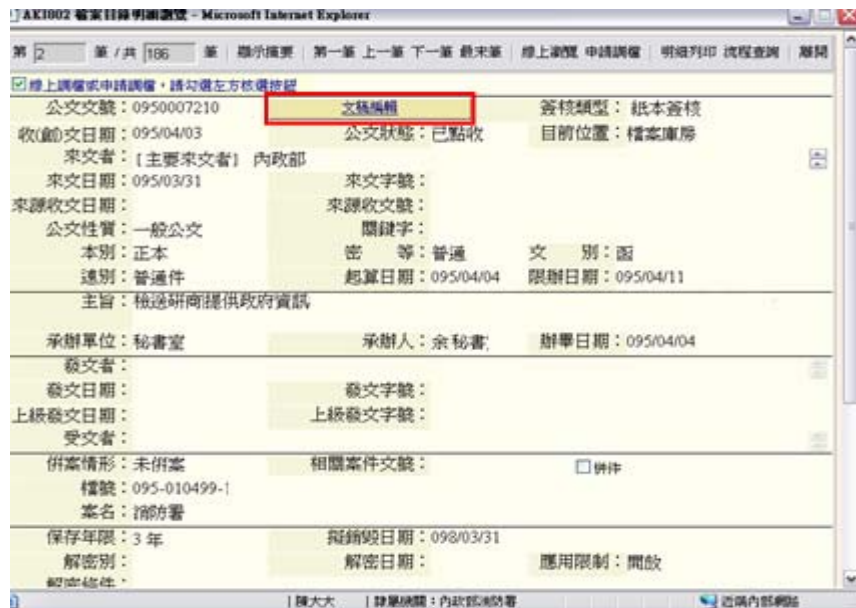 AKI802 檔案目錄明細瀏覽 - Microsoft Internet Explorer
第 2 筆 / 共 186 筆 顯示摘要 第一筆 上一筆 下一筆 最末筆 線上瀏覽 申請調檔 明細列印 流程查詢 離開
線上調檔或申請調檔，請勾選左方核選按鈕
公文文號：0950007210 文稿編輯 簽核類型：紙本簽核
收(創)文日期：095/04/03 公文狀態：已點收 目前位置：檔案庫房
來文者：[主要來文者] 內政部
來文日期：095/03/31 來文字號：
來源收文日期： 來源收文號：
公文性質：一般公文 關鍵字：
本別：正本 密 等：普通 文 別：函
速別：普通件 起算日期：095/04/04 限辦日期：095/04/11
主旨：檢送研商提供政府資訊
承辦單位：秘書室 承辦人：余秘書 辦畢日期：095/04/04
發文者：
發文日期： 發文字號：
上級發文日期： 上級發文字號：
受文者：
併案情形：未併案 相關案件文號： 併待
檔號：095-010499-1
案名：消防署
保存年限：3 年 擬銷毀日期：098/03/31
解密別： 解密日期： 應用限制：開放
解密條件：
陳大大 隸屬機關：內政部消防署 近端內部網路